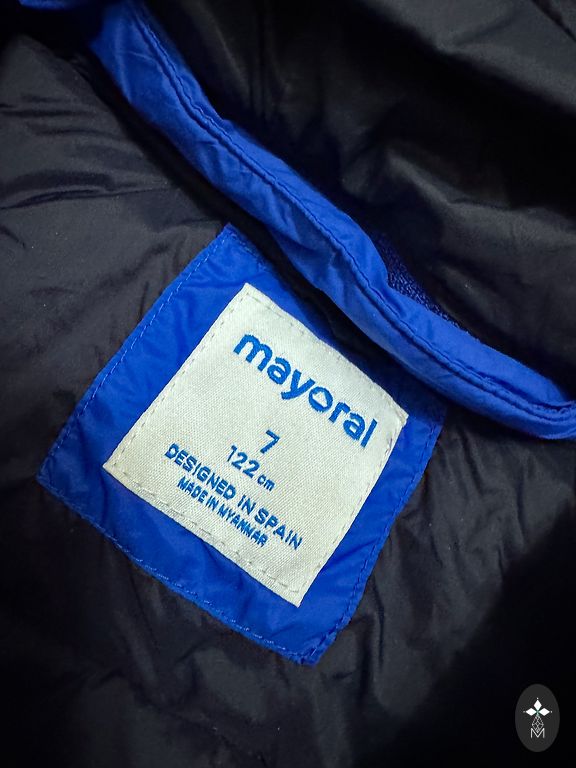 mayoral
7
122 cm
DESIGNED IN SPAIN
MADE IN MYANMAR
M